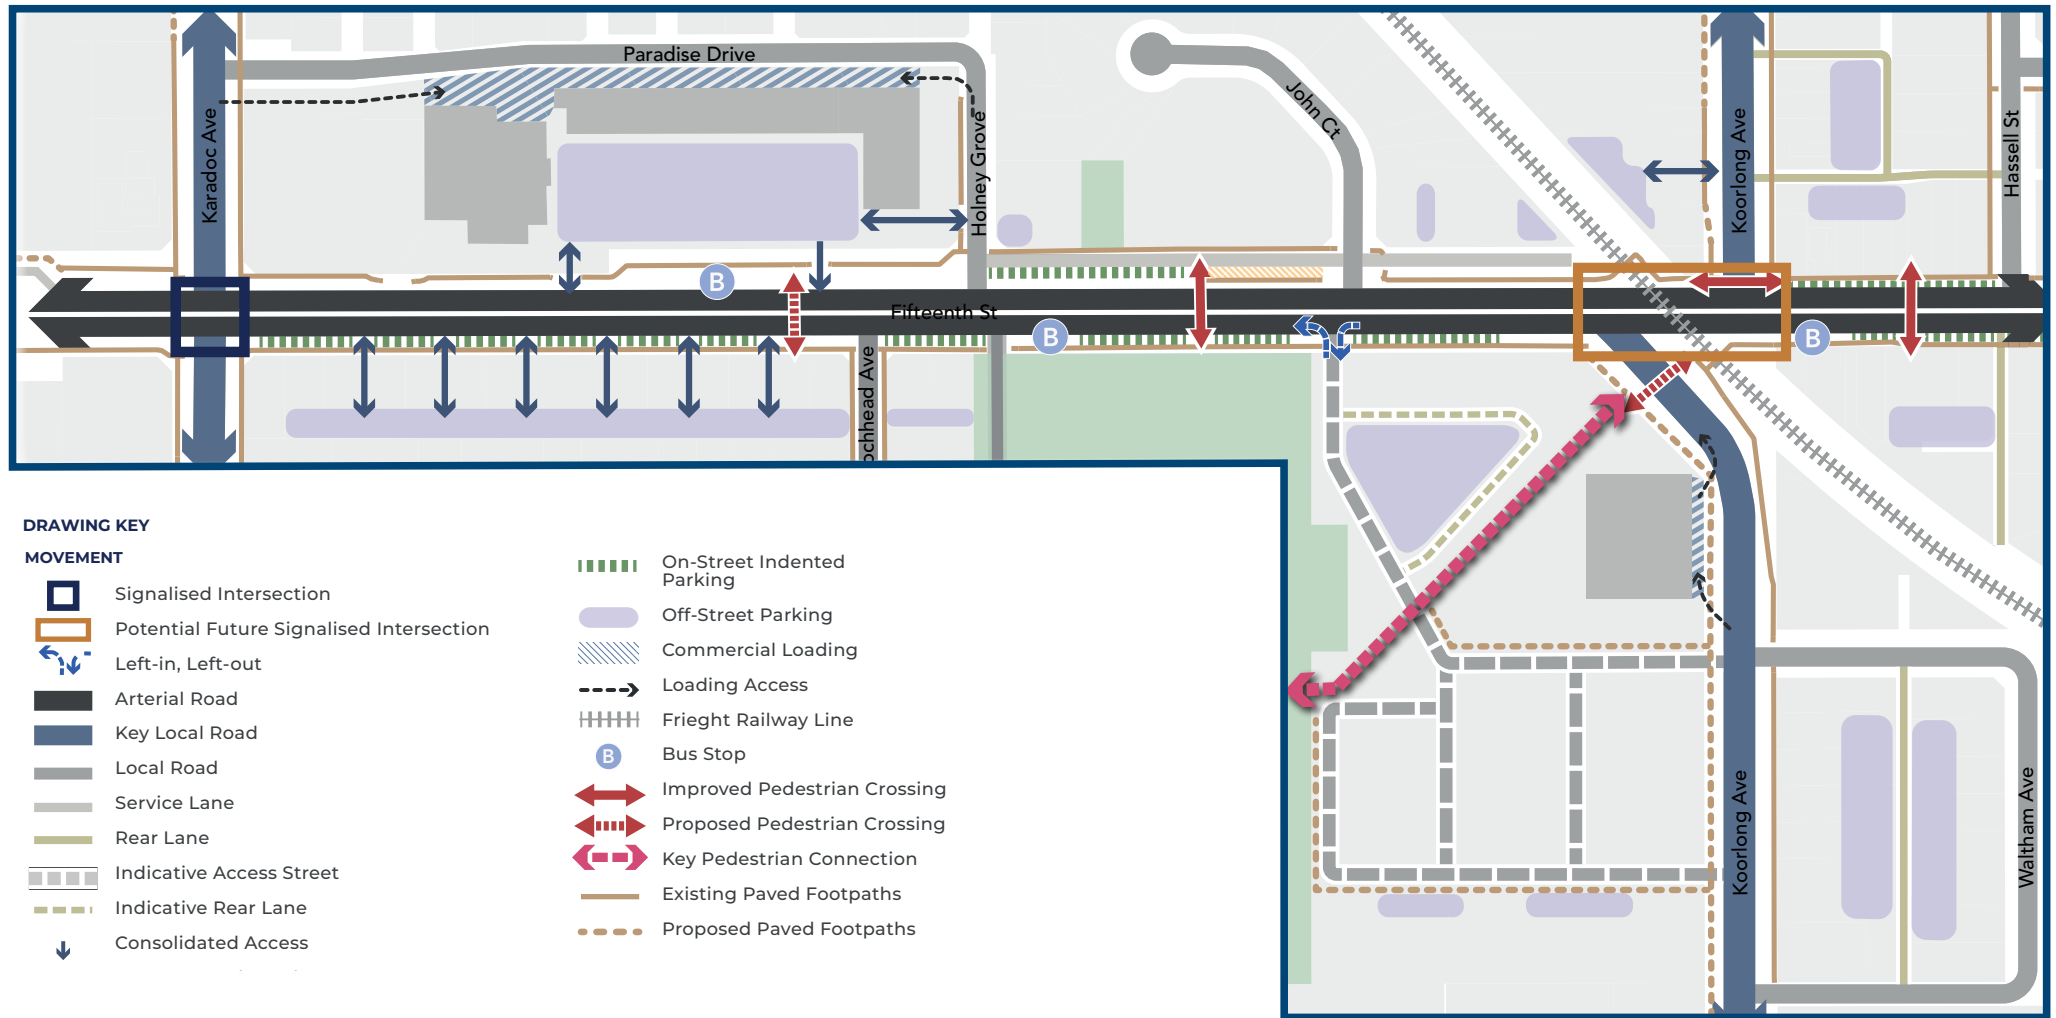 Paradise Drive
John Ct
Karadoc Ave
Holney Grove
Koorlong Ave
Hassell St
B
Fifteenth St
B
B
ochhead Ave
DRAWING KEY
MOVEMENT
Signalised Intersection
Potential Future Signalised Intersection
Left-in, Left-out
Arterial Road
Key Local Road
Local Road
Service Lane
Rear Lane
Indicative Access Street
Indicative Rear Lane
Consolidated Access
On-Street Indented
Parking
Off-Street Parking
Commercial Loading
Loading Access
Frieght Railway Line
B
Bus Stop
Improved Pedestrian Crossing
Proposed Pedestrian Crossing
Key Pedestrian Connection
Existing Paved Footpaths
Proposed Paved Footpaths
Koorlong Ave
Waltham Ave